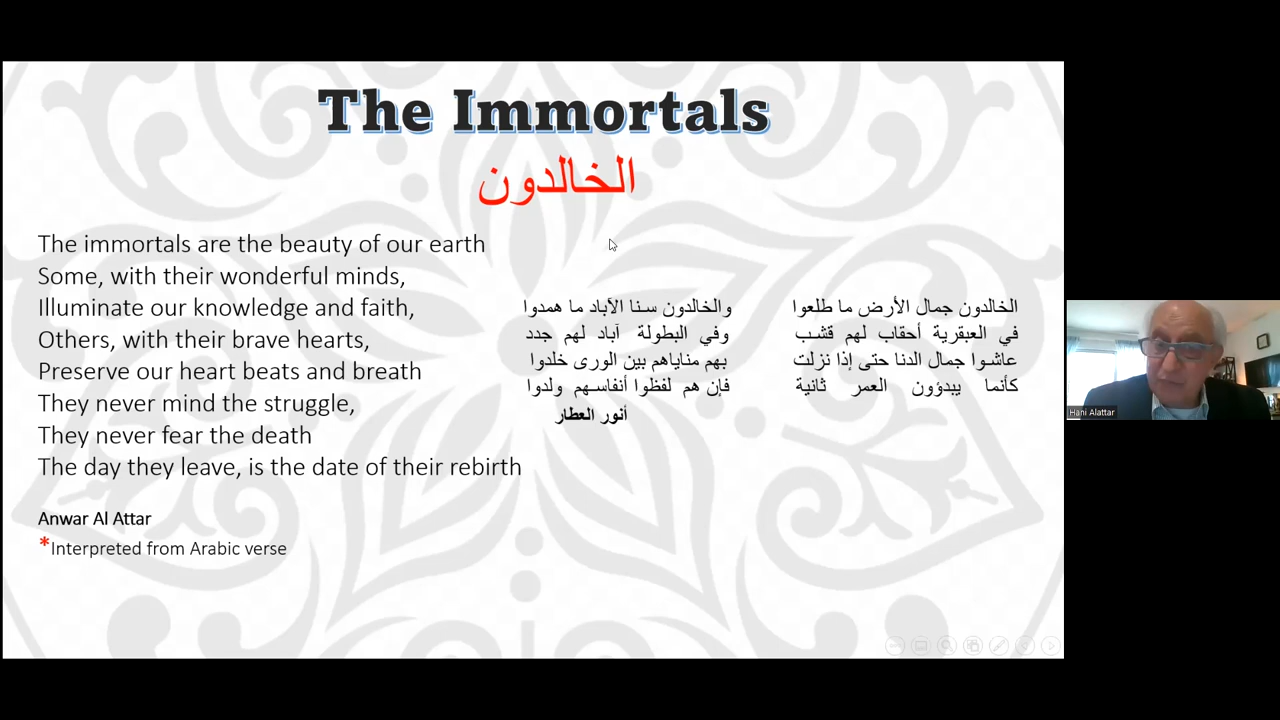 The Immortals
الخالدون
The immortals are the beauty of our earth
Some, with their wonderful minds,
Illuminate our knowledge and faith,
Others, with their brave hearts,
Preserve our heart beats and breath
They never mind the struggle,
They never fear the death
The day they leave, is the date of their rebirth
Anwar Al Attar
*Interpreted from Arabic verse
الخالدون جمال الأرض ما طلعوا والخالدون سنا الآباد ما همدوا
في العبقرية أحقاب لهم قشب وفي البطولة آباد لهم جدد
عاشوا جمال الدنا حتى إذا نزلت بهم مناياهم بين الورى خلدوا
كأنما يبدؤون العمر ثانية فإن هم لفظوا أنفاسهم ولدوا
أنور العطار
Hani Alattar